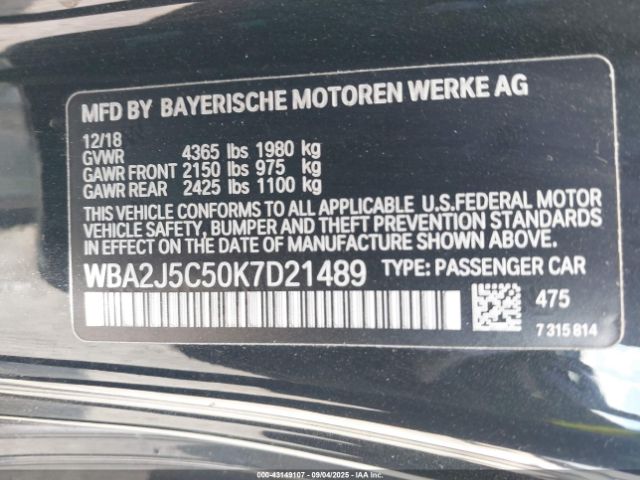 MFD BY BAYERISCHE MOTOREN WERKE AG
12/18
GVWR 4365 lbs 1980 kg
GAWR FRONT 2150 lbs 975 kg
GAWR REAR 2425 lbs 1100 kg
THIS VEHICLE CONFORMS TO ALL APPLICABLE U.S.FEDERAL MOTOR
VEHICLE SAFETY, BUMPER AND THEFT PREVENTION STANDARDS
IN EFFECT ON THE DATE OF MANUFACTURE SHOWN ABOVE.
WBA2J5C50K7D21489 TYPE: PASSENGER CAR
475
7 315 814
000-43149107 - 09/04/2025 - IAAI.COM